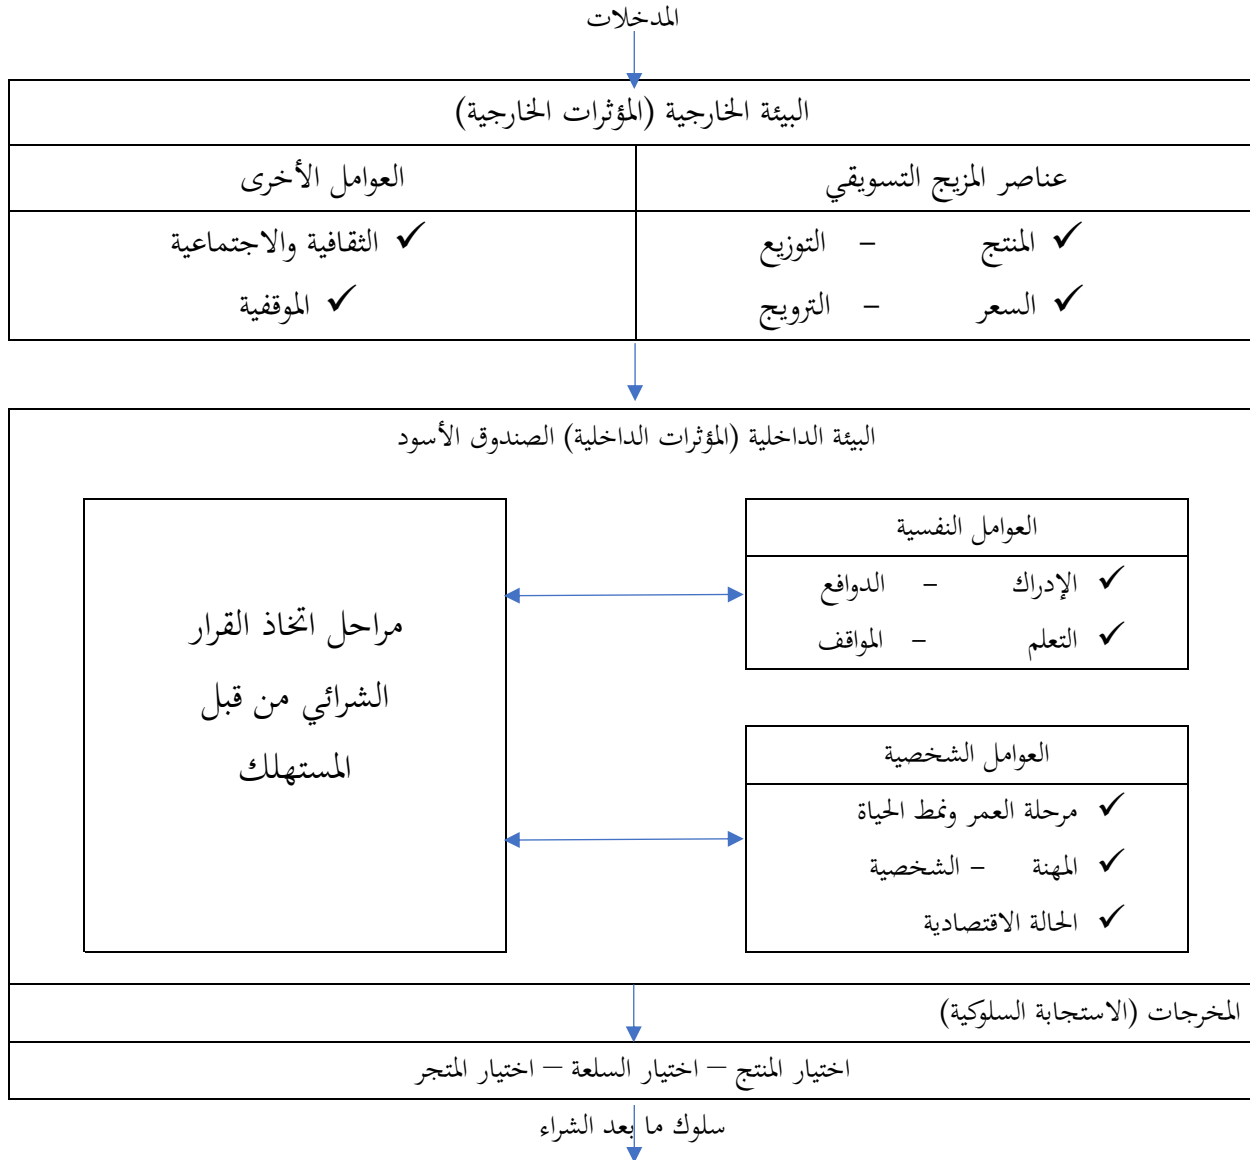 المدخلات
البيئة الخارجية (المؤثرات الخارجية)
عناصر المزيج التسويقي
✓ المنتج – التوزيع
✓ السعر – الترويج
العوامل الأخرى
✓ الثقافية والاجتماعية
✓ الموقفية
البيئة الداخلية (المؤثرات الداخلية) الصندوق الأسود
العوامل النفسية
✓ الإدراك – الدوافع
✓ التعلم – المواقف
العوامل الشخصية
✓ مرحلة العمر ونمط الحياة
✓ المهنة – الشخصية
✓ الحالة الاقتصادية
مراحل اتخاذ القرار
الشرائي من قبل
المستهلك
المخرجات (الاستجابة السلوكية)
اختيار المنتج – اختيار السلعة – اختيار المتجر
سلوك ما بعد الشراء